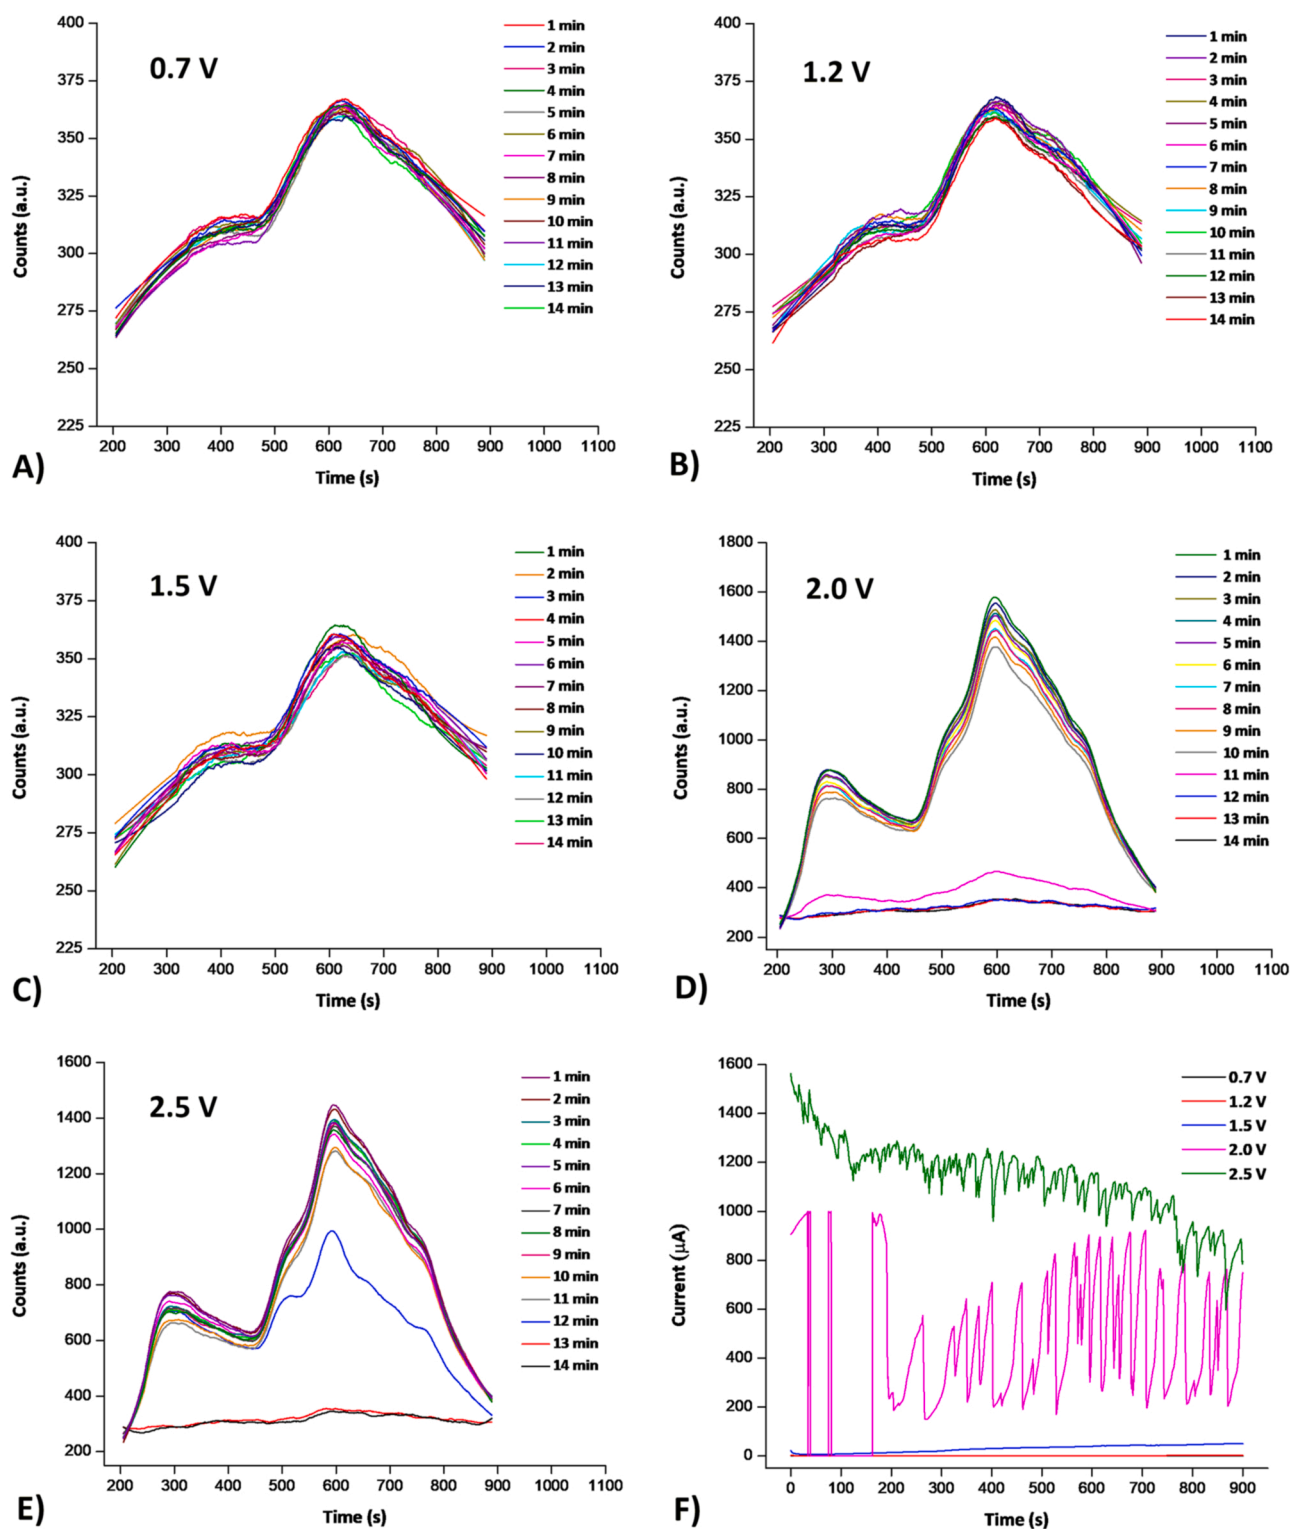 400
375
350
325
300
275
250
225
Counts (a.u.)
0.7 V
1 min
2 min
3 min
4 min
5 min
6 min
7 min
8 min
9 min
10 min
11 min
12 min
13 min
14 min
200 300 400 500 600 700 800 900 1000 1100
Time (s)
A)
400
375
350
325
300
275
250
225
Counts (a.u.)
1.2 V
1 min
2 min
3 min
4 min
5 min
6 min
7 min
8 min
9 min
10 min
11 min
12 min
13 min
14 min
200 300 400 500 600 700 800 900 1000 1100
Time (s)
B)
400
375
350
325
300
275
250
225
Counts (a.u.)
1.5 V
1 min
2 min
3 min
4 min
5 min
6 min
7 min
8 min
9 min
10 min
11 min
12 min
13 min
14 min
200 300 400 500 600 700 800 900 1000 1100
Time (s)
C)
1800
1600
1400
1200
1000
800
600
400
200
Counts (a.u.)
2.0 V
1 min
2 min
3 min
4 min
5 min
6 min
7 min
8 min
9 min
10 min
11 min
12 min
13 min
14 min
200 300 400 500 600 700 800 900 1000 1100
Time (s)
D)
1600
1400
1200
1000
800
600
400
200
Counts (a.u.)
2.5 V
1 min
2 min
3 min
4 min
5 min
6 min
7 min
8 min
9 min
10 min
11 min
12 min
13 min
14 min
200 300 400 500 600 700 800 900 1000 1100
Time (s)
E)
1600
1400
1200
1000
800
600
400
200
0
Current (μA)
0.7 V
1.2 V
1.5 V
2.0 V
2.5 V
0 100 200 300 400 500 600 700 800 900
Time (s)
F)